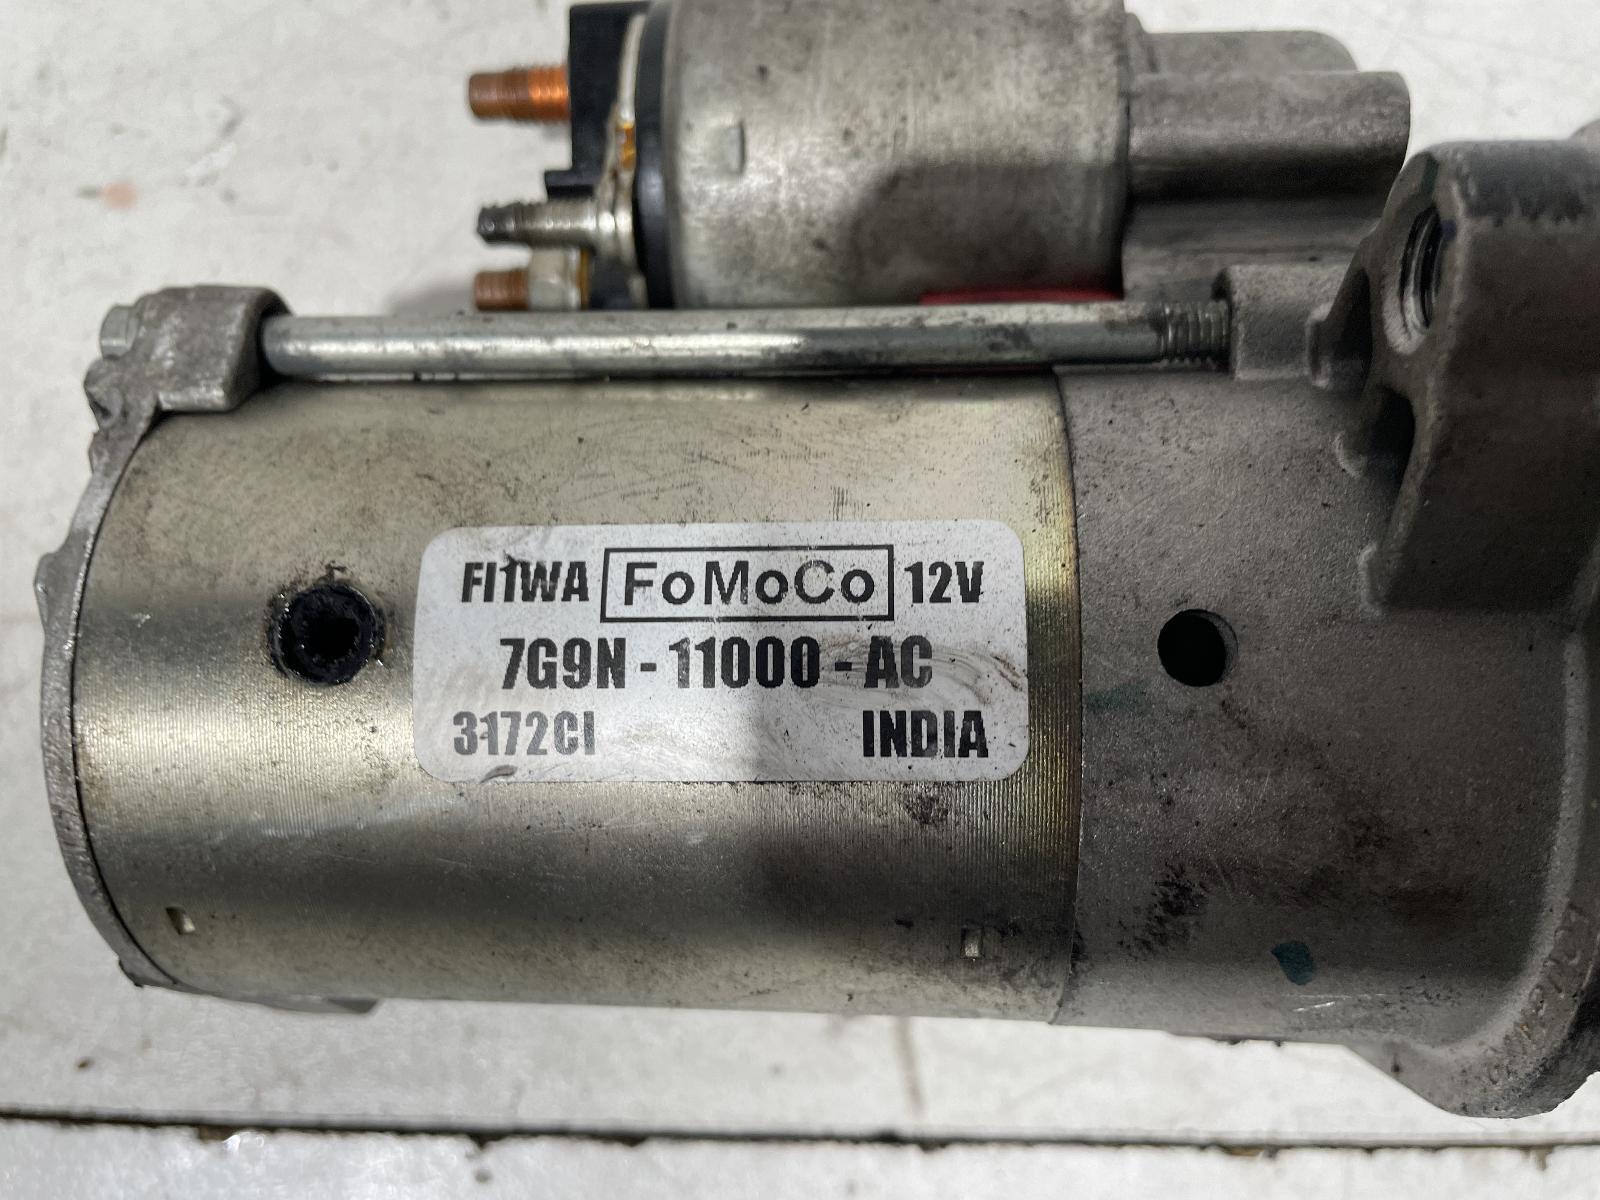 FI1WA FoMoCo 12V
7G9N - 11000 - AC
3172CI INDIA